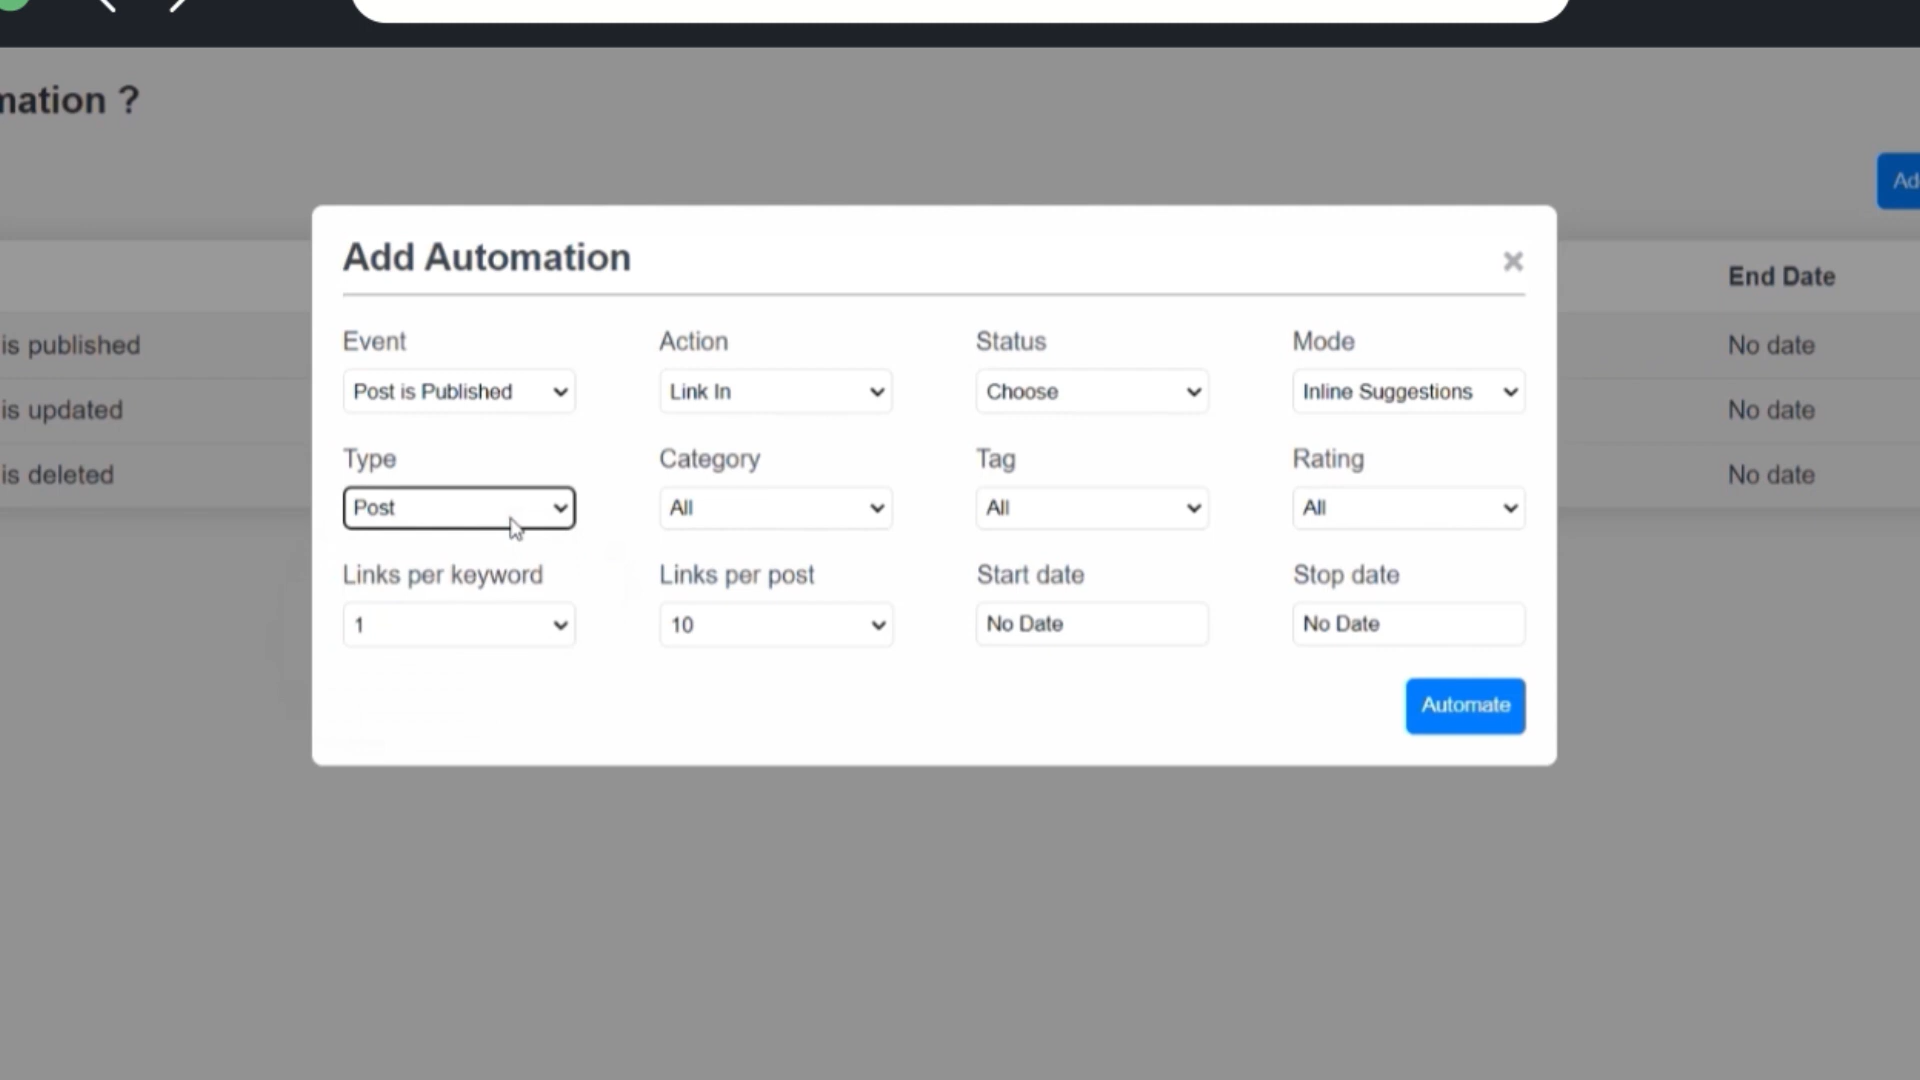 mation ?
Ad
Add Automation
End Date
Event Action Status Mode
is published
No date
Post is Published Link In Choose Inline Suggestions
is updated
No date
Type Category Tag Rating
is deleted
No date
Post All All All
Links per keyword Links per post Start date Stop date
1 10 No Date No Date
Automate